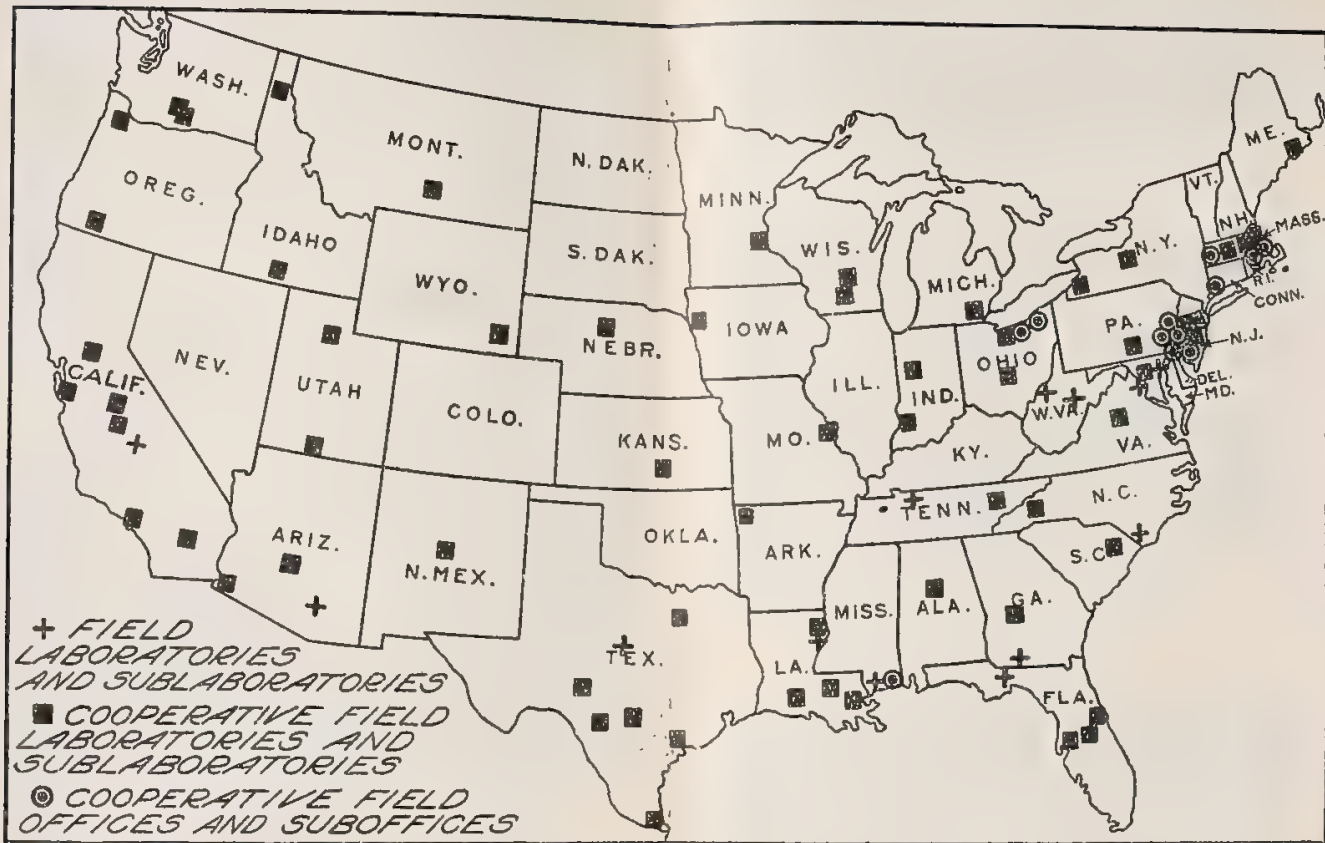 WASH.
MONT.
N. DAK.
MINN.
ME.
VT.
NH.
MASS.
OREG.
IDAHO
S. DAK.
WIS.
MICH.
N.Y.
R.I.
CONN.
WYO.
NEBR.
IOWA
PA.
N.J.
NEV.
UTAH
COLO.
ILL.
IND.
OHIO
DEL.
MD.
CALIF.
KANS.
MO.
KY.
W.VA.
VA.
ARIZ.
N.MEX.
OKLA.
ARK.
TENN.
N.C.
S.C.
TEX.
LA.
MISS.
ALA.
GA.
FLA.
+ FIELD
LABORATORIES
AND SUBLABORATORIES
■ COOPERATIVE FIELD
LABORATORIES AND
SUBLABORATORIES
◎ COOPERATIVE FIELD
OFFICES AND SUBOFFICES